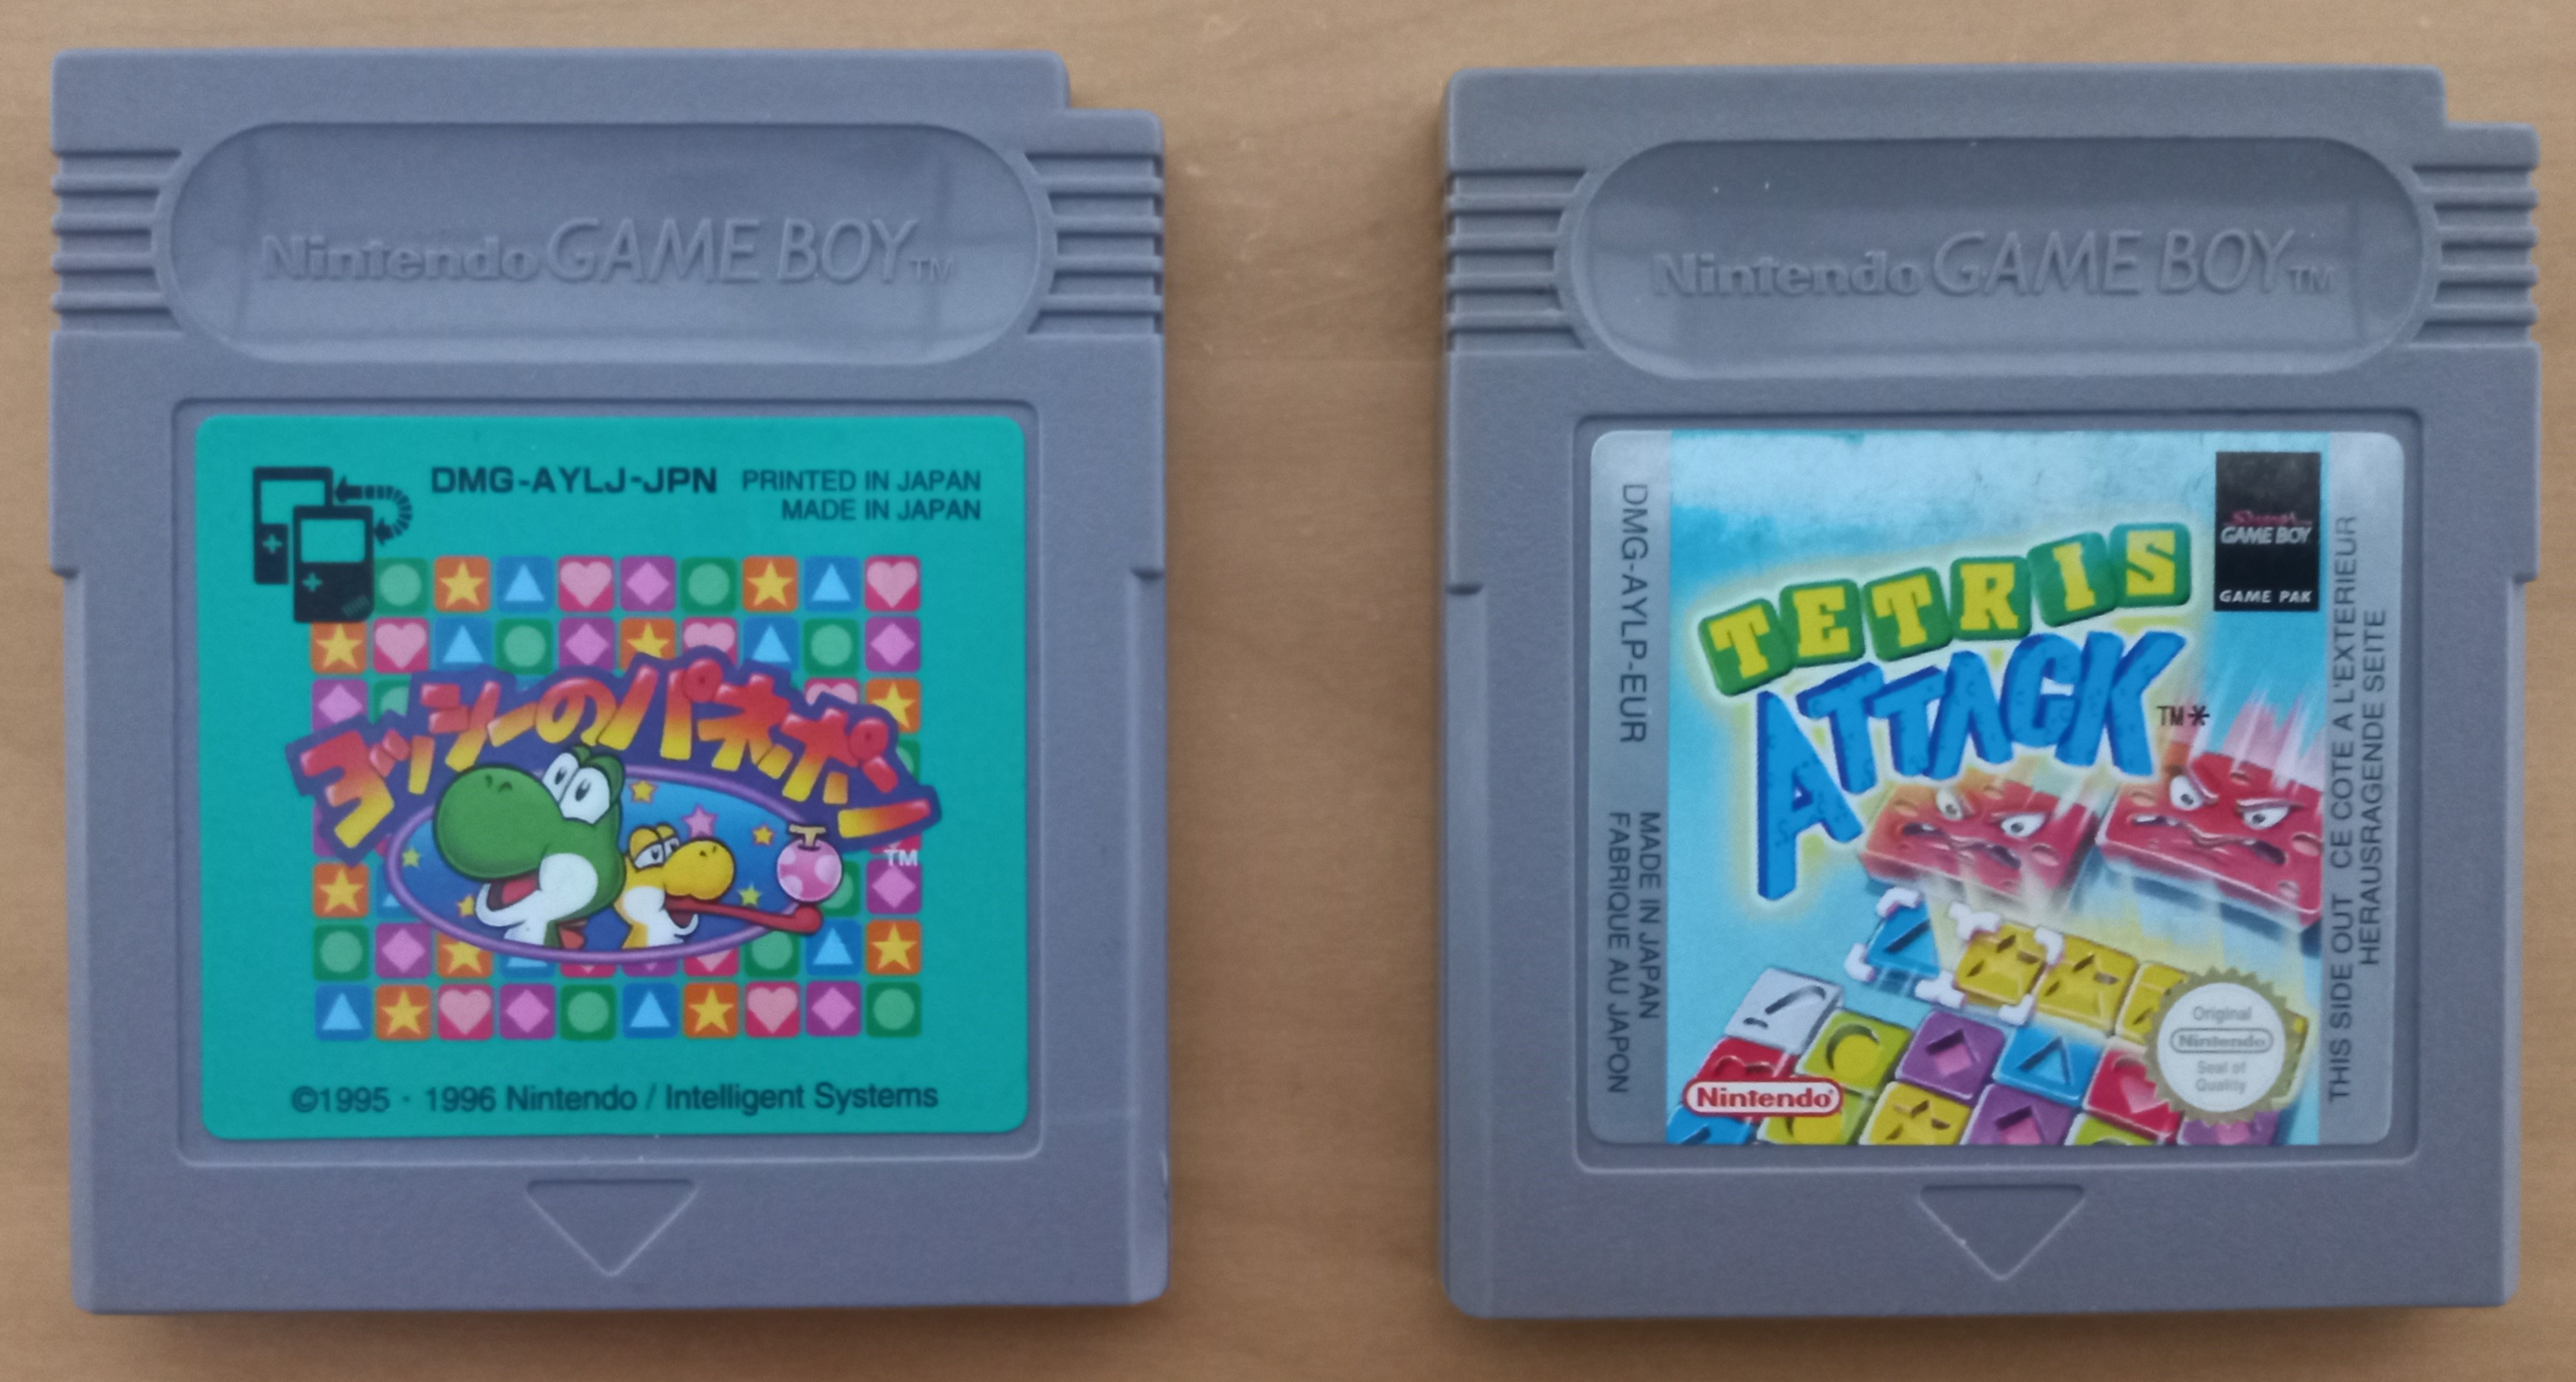 Nintendo GAME BOY TM
DMG-AYLJ-JPN
PRINTED IN JAPAN
MADE IN JAPAN
ヨッシーのパネポン
TM
©1995・1996 Nintendo / Intelligent Systems
Nintendo GAME BOY TM
DMG-AYLP-EUR
MADE IN JAPAN
FABRIQUE AU JAPON
TETRIS
ATTACK
TM*
Super
GAME BOY
GAME PAK
Nintendo®
Original
Nintendo
Seal of
Quality
THIS SIDE OUT CE COTE A L'EXTERIEUR
HERAUSRAGENDE SEITE